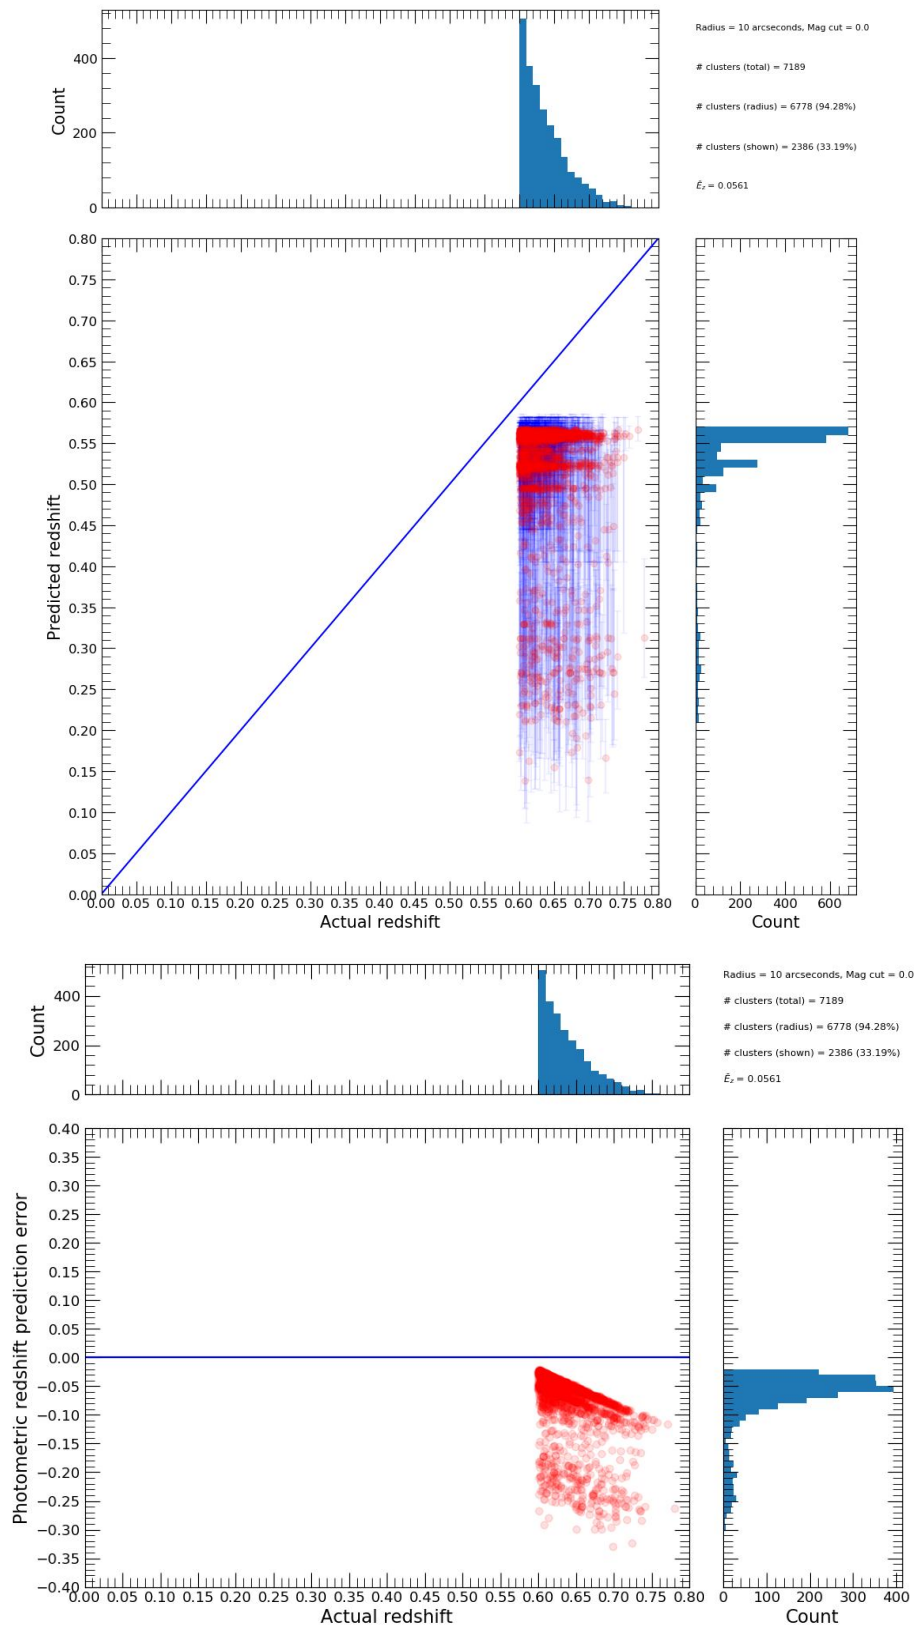 400
200
0
Count
Radius = 10 arcseconds, Mag cut = 0.0
# clusters (total) = 7189
# clusters (radius) = 6778 (94.28%)
# clusters (shown) = 2386 (33.19%)
Ēz = 0.0561
0.80
0.75
0.70
0.65
0.60
0.55
0.50
0.45
0.40
0.35
0.30
0.25
0.20
0.15
0.10
0.05
0.00
Predicted redshift
0.00 0.05 0.10 0.15 0.20 0.25 0.30 0.35 0.40 0.45 0.50 0.55 0.60 0.65 0.70 0.75 0.80
Actual redshift
0 200 400 600
Count
400
200
0
Count
Radius = 10 arcseconds, Mag cut = 0.0
# clusters (total) = 7189
# clusters (radius) = 6778 (94.28%)
# clusters (shown) = 2386 (33.19%)
Ēz = 0.0561
0.40
0.35
0.30
0.25
0.20
0.15
0.10
0.05
0.00
−0.05
−0.10
−0.15
−0.20
−0.25
−0.30
−0.35
−0.40
Photometric redshift prediction error
0.00 0.05 0.10 0.15 0.20 0.25 0.30 0.35 0.40 0.45 0.50 0.55 0.60 0.65 0.70 0.75 0.80
Actual redshift
0 100 200 300 400
Count